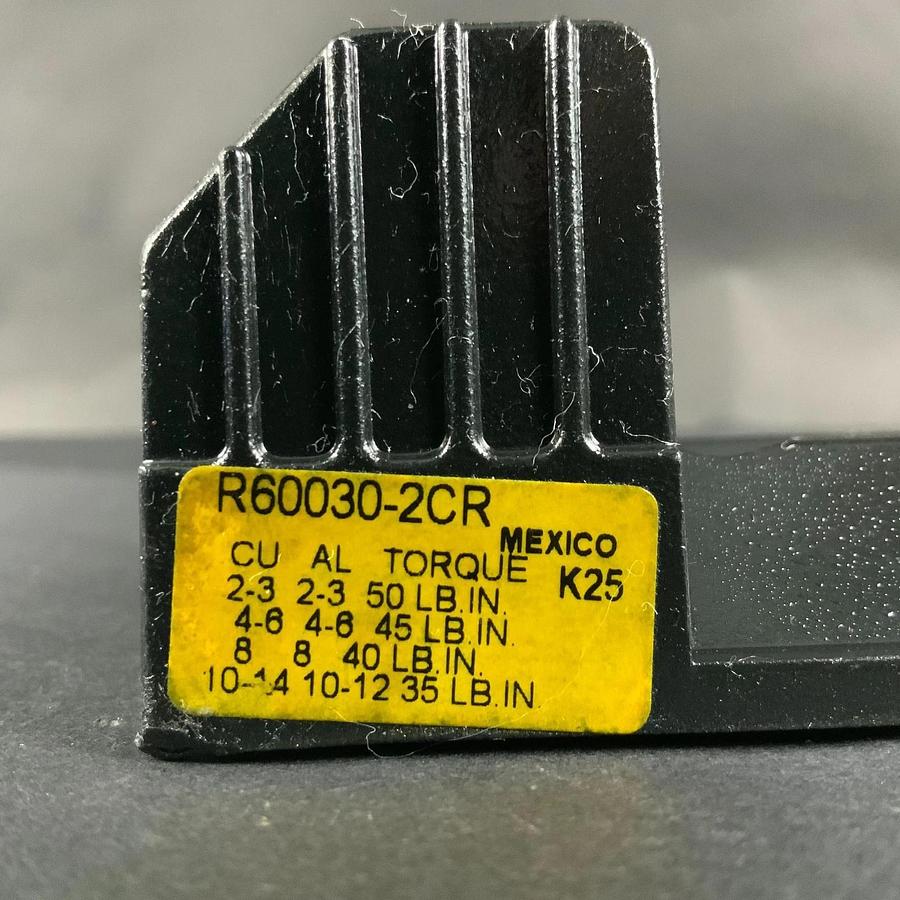 R60030-2CR
MEXICO
CU AL TORQUE
K25
2-3 2-3 50 LB.IN.
4-6 4-6 45 LB.IN.
8 8 40 LB.IN.
10-14 10-12 35 LB.IN.